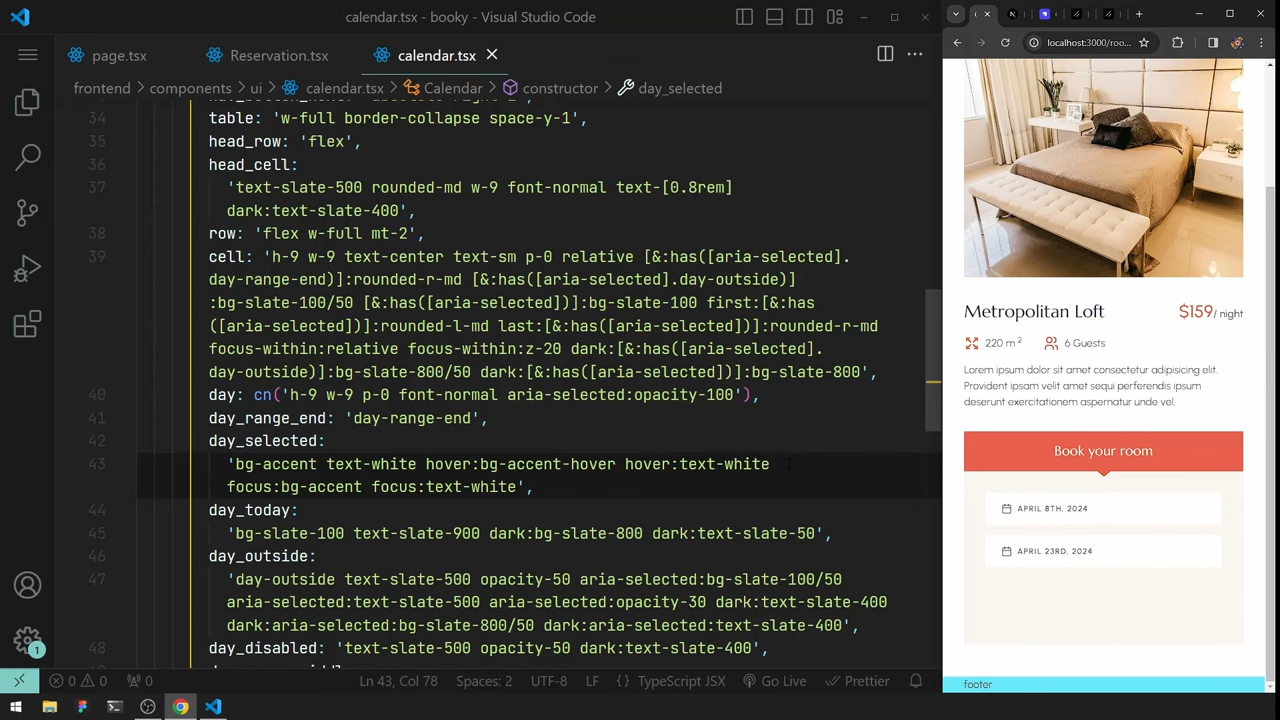 calendar.tsx - booky - Visual Studio Code
page.tsx
Reservation.tsx
calendar.tsx
frontend > components > ui > calendar.tsx > Calendar > constructor > day_selected
34 table: 'w-full border-collapse space-y-1',
35 head_row: 'flex',
36 head_cell:
37 'text-slate-500 rounded-md w-9 font-normal text-[0.8rem]
dark:text-slate-400',
38 row: 'flex w-full mt-2',
39 cell: 'h-9 w-9 text-center text-sm p-0 relative [&:has([aria-selected].
day-range-end)]:rounded-r-md [&:has([aria-selected].day-outside)]
:bg-slate-100/50 [&:has([aria-selected])]:bg-slate-100 first:[&:has
([aria-selected])]:rounded-l-md last:[&:has([aria-selected])]:rounded-r-md
focus-within:relative focus-within:z-20 dark:[&:has([aria-selected].
day-outside)]:bg-slate-800/50 dark:[&:has([aria-selected])]:bg-slate-800',
40 day: cn('h-9 w-9 p-0 font-normal aria-selected:opacity-100'),
41 day_range_end: 'day-range-end',
42 day_selected:
43 'bg-accent text-white hover:bg-accent-hover hover:text-white
focus:bg-accent focus:text-white',
44 day_today:
45 'bg-slate-100 text-slate-900 dark:bg-slate-800 dark:text-slate-50',
46 day_outside:
47 'day-outside text-slate-500 opacity-50 aria-selected:bg-slate-100/50
aria-selected:text-slate-500 aria-selected:opacity-30 dark:text-slate-400
dark:aria-selected:bg-slate-800/50 dark:aria-selected:text-slate-400',
48 day_disabled: 'text-slate-500 opacity-50 dark:text-slate-400',
1
0 0 0
Ln 43, Col 78
Spaces: 2
UTF-8
LF
{ } TypeScript JSX
Go Live
Prettier
localhost:3000/roo...
Metropolitan Loft
$159/ night
220 m 2
6 Guests
Lorem ipsum dolor sit amet consectetur adipisicing elit.
Provident ipsam velit amet sequi perferendis ipsum
deserunt exercitationem aspernatur unde vel.
Book your room
APRIL 8TH, 2024
APRIL 23RD, 2024
footer